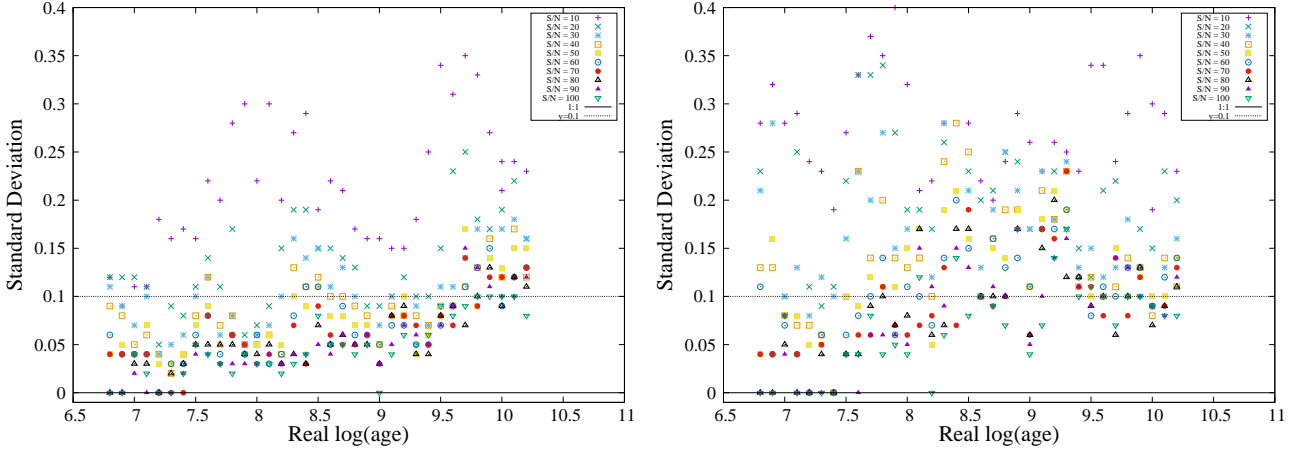 0.4
0.35
0.3
0.25
0.2
0.15
0.1
0.05
0
Standard Deviation
6.5 7 7.5 8 8.5 9 9.5 10 10.5 11
Real log(age)
S/N = 10
S/N = 20
S/N = 30
S/N = 40
S/N = 50
S/N = 60
S/N = 70
S/N = 80
S/N = 90
S/N = 100
1:1
y=0.1
0.4
0.35
0.3
0.25
0.2
0.15
0.1
0.05
0
Standard Deviation
6.5 7 7.5 8 8.5 9 9.5 10 10.5 11
Real log(age)
S/N = 10
S/N = 20
S/N = 30
S/N = 40
S/N = 50
S/N = 60
S/N = 70
S/N = 80
S/N = 90
S/N = 100
1:1
y=0.1